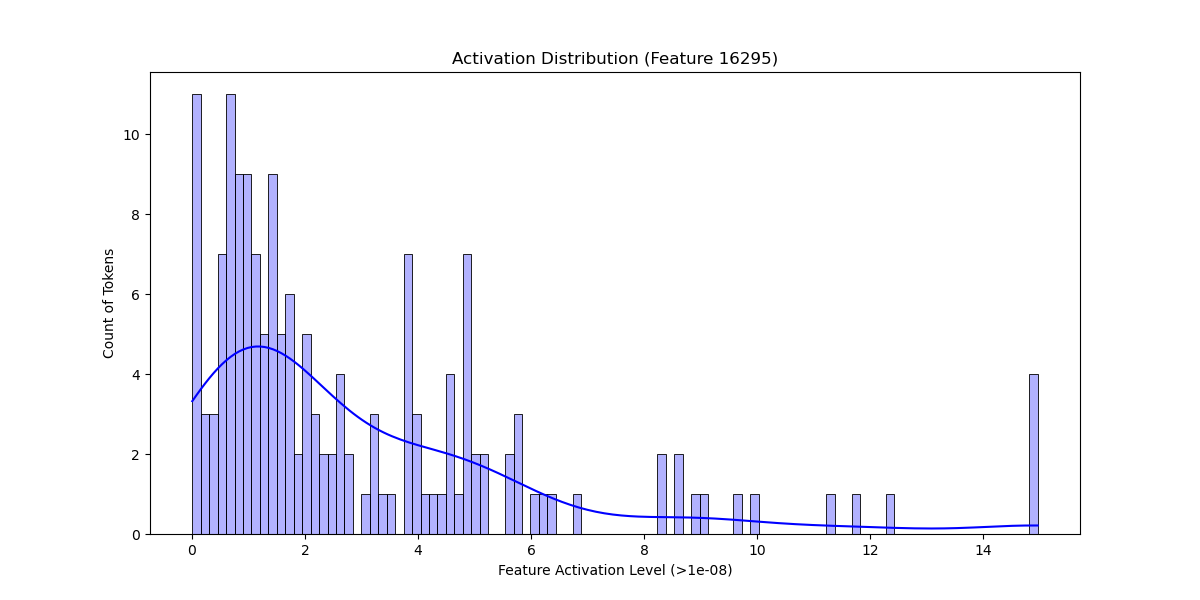 Activation Distribution (Feature 16295)
Count of Tokens
10
8
6
4
2
0
0 2 4 6 8 10 12 14
Feature Activation Level (>1e-08)